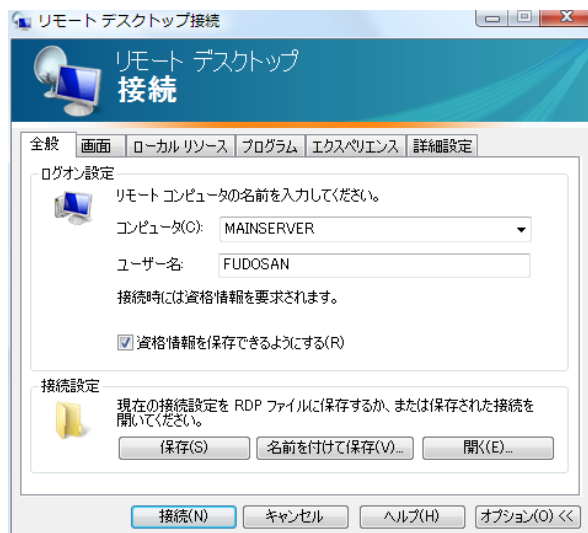 リモート デスクトップ接続
リモート デスクトップ
接続
全般 画面 ローカル リソース プログラム エクスペリエンス 詳細設定
ログオン設定
リモート コンピュータの名前を入力してください。
コンピュータ(C): MAINSERVER
ユーザー名: FUDOSAN
接続時には資格情報を要求されます。
資格情報を保存できるようにする(R)
接続設定
現在の接続設定を RDP ファイルに保存するか、または保存された接続を
開いてください。
保存(S) 名前を付けて保存(V)... 開く(E)...
接続(N) キャンセル ヘルプ(H) オプション(O) <<